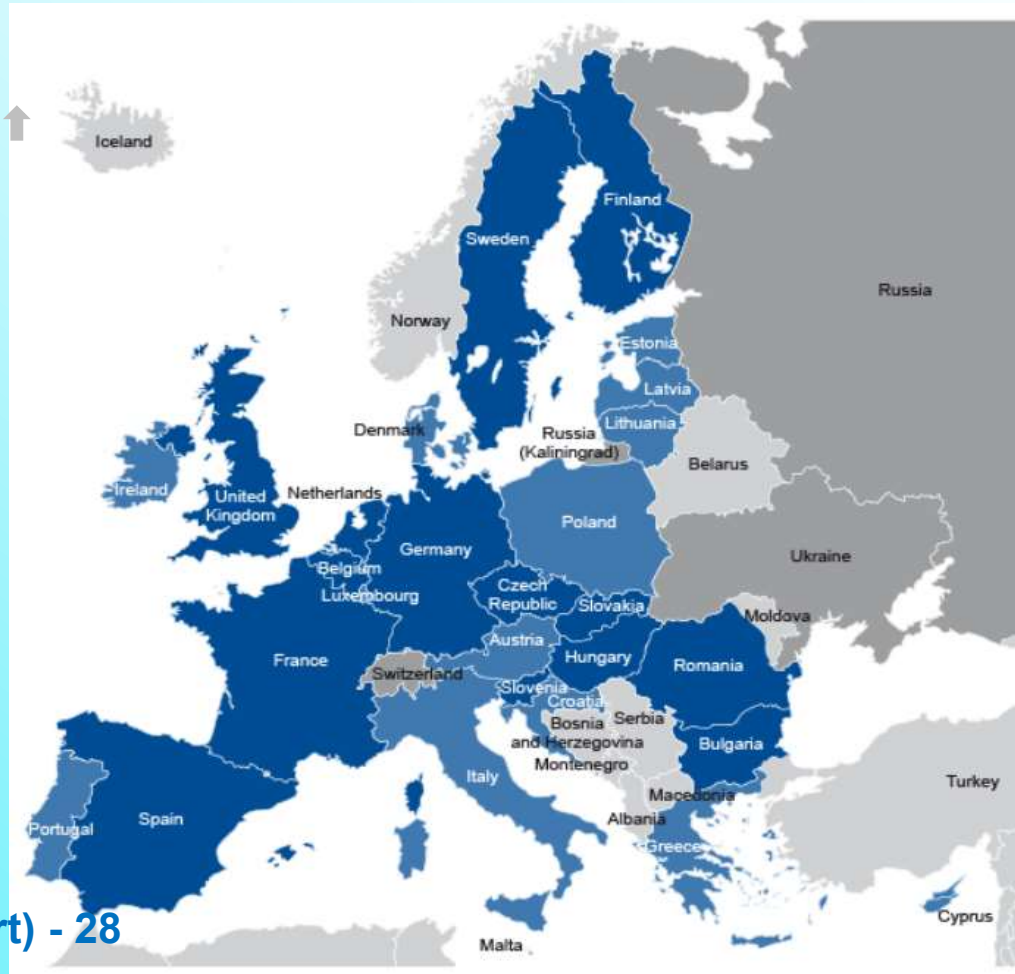 Iceland
Finland
Sweden
Russia
Norway
Estonia
Latvia
Denmark
Lithuania
Russia
(Kaliningrad)
Belarus
Ireland
United
Kingdom
Netherlands
Poland
Germany
Ukraine
Belgium
Luxembourg
Czech
Republic
Slovakia
Moldova
Austria
France
Switzerland
Hungary
Romania
Slovenia
Croatia
Bosnia
and Herzegovina
Serbia
Bulgaria
Montenegro
Italy
Macedonia
Turkey
Albania
Portugal
Spain
Greece
Cyprus
Malta
rt) - 28